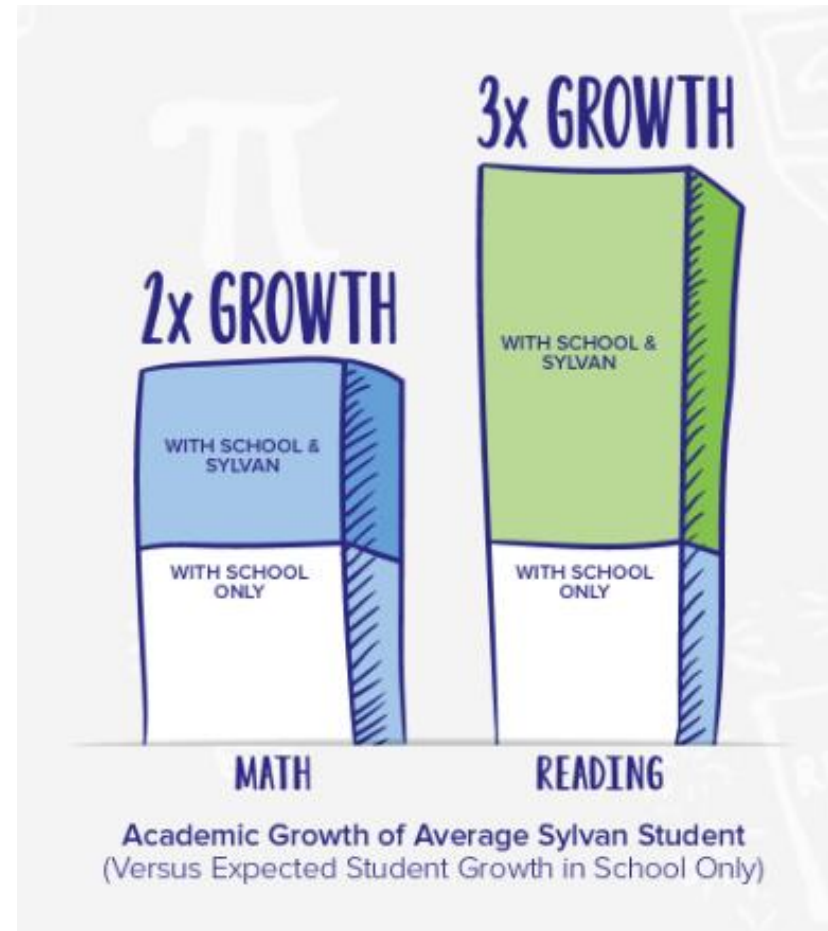 3x GROWTH
2x GROWTH
WITH SCHOOL &
SYLVAN
WITH SCHOOL &
SYLVAN
WITH SCHOOL
ONLY
WITH SCHOOL
ONLY
MATH
READING
Academic Growth of Average Sylvan Student
(Versus Expected Student Growth in School Only)